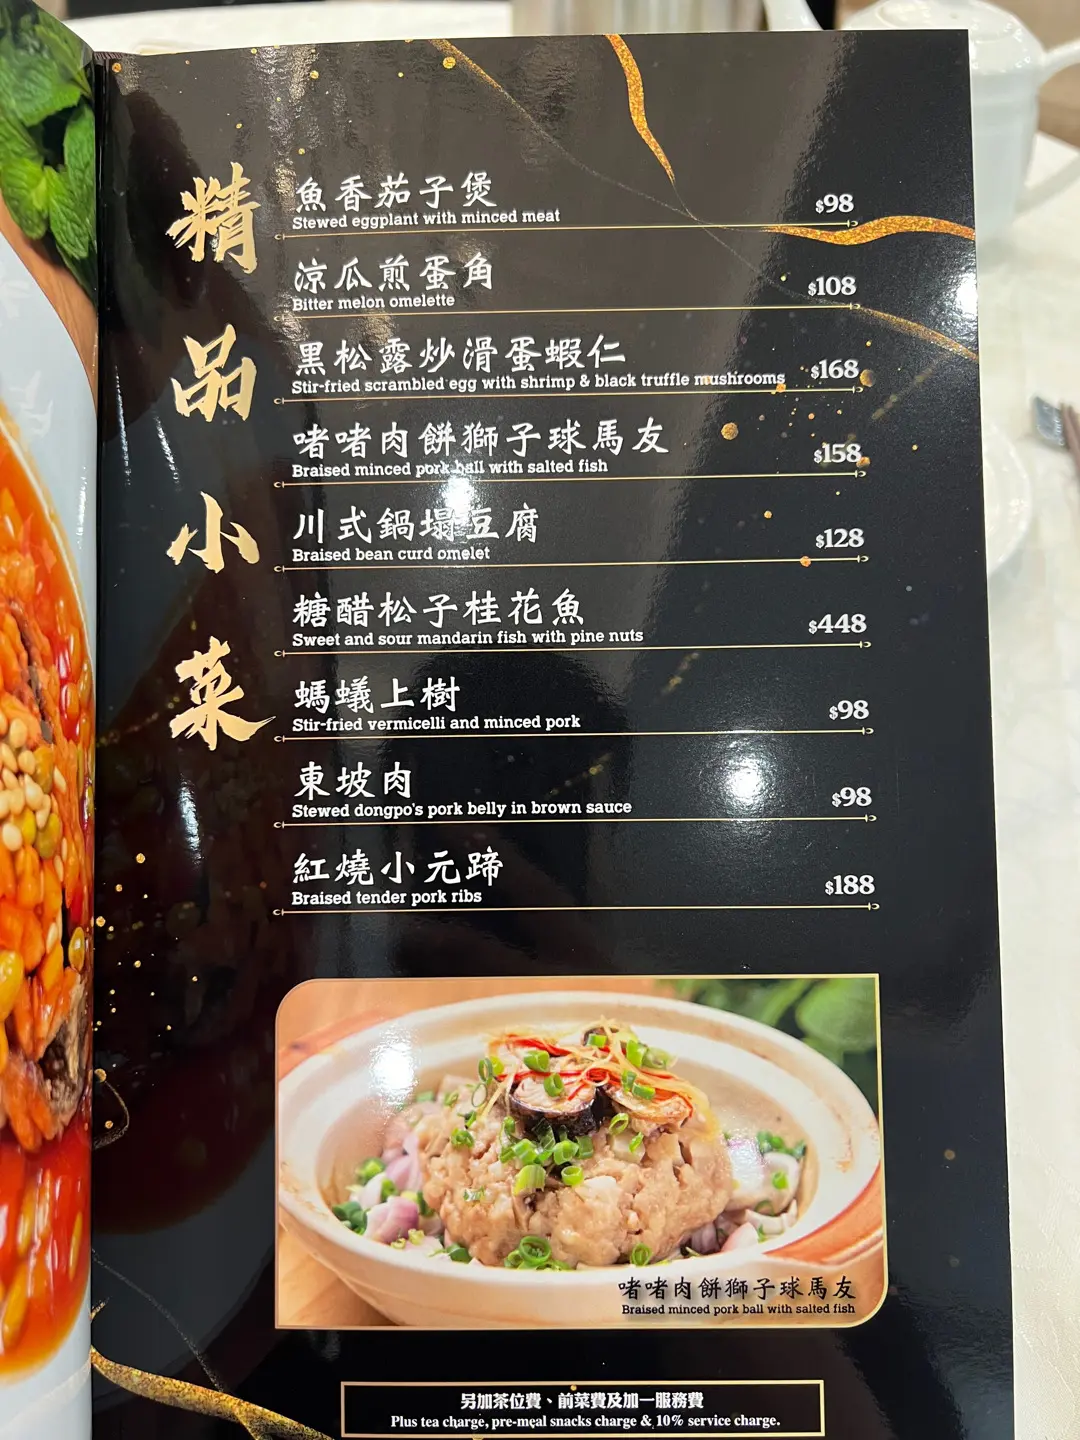 精品小菜
魚香茄子煲
Stewed eggplant with minced meat
$98
涼瓜煎蛋角
Bitter melon omelette
$108
黑松露炒滑蛋蝦仁
Stir-fried scrambled egg with shrimp & black truffle mushrooms
$168
啫啫肉餅獅子球馬友
Braised minced pork ball with salted fish
$158
川式鍋塌豆腐
Braised bean curd omelet
$128
糖醋松子桂花魚
Sweet and sour mandarin fish with pine nuts
$448
螞蟻上樹
Stir-fried vermicelli and minced pork
$98
東坡肉
Stewed dongpo's pork belly in brown sauce
$98
紅燒小元蹄
Braised tender pork ribs
$188
啫啫肉餅獅子球馬友
Braised minced pork ball with salted fish
另加茶位費、前菜費及加一服務費
Plus tea charge, pre-meal snacks charge & 10% service charge.